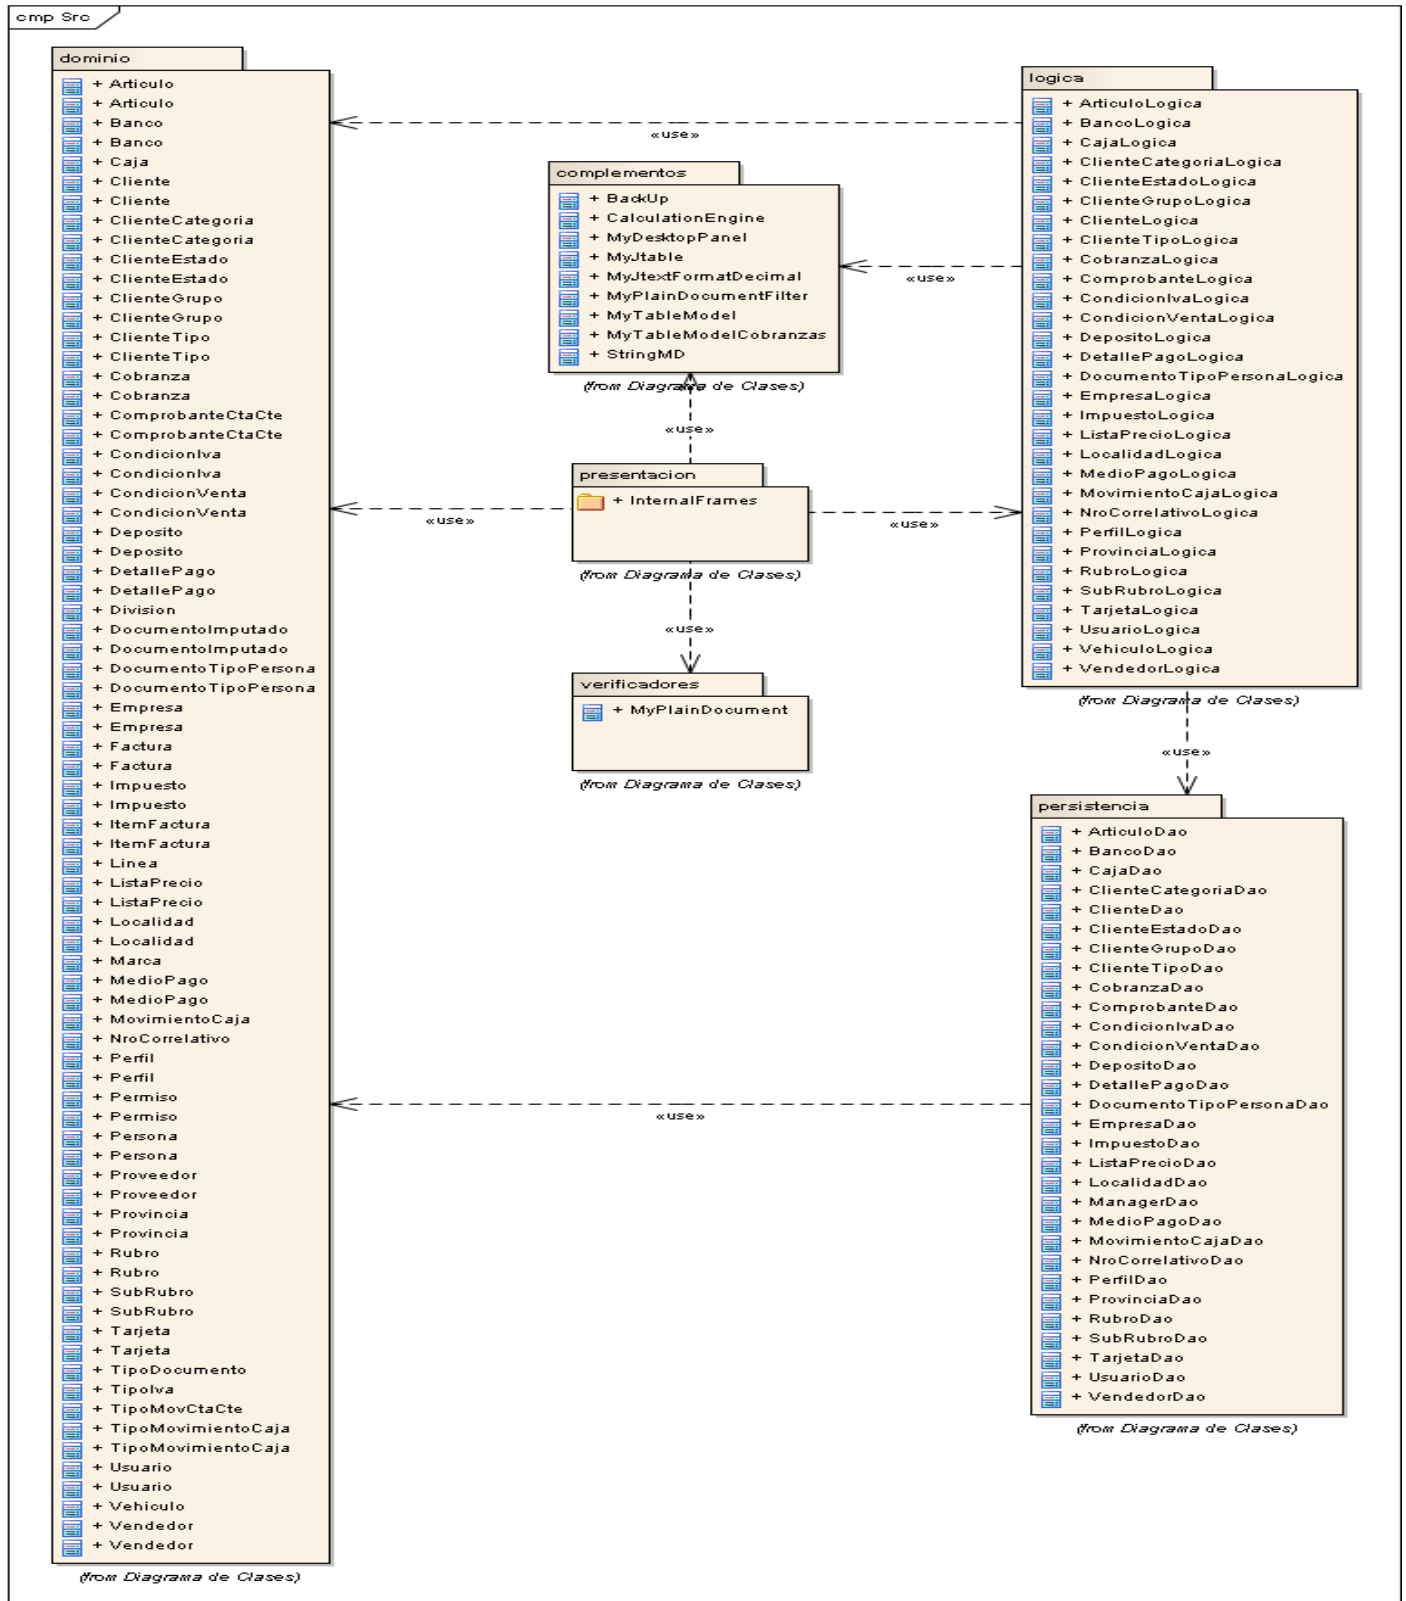 cmp Src
dominio
+ Articulo
+ Articulo
+ Banco
+ Banco
+ Caja
+ Cliente
+ Cliente
+ ClienteCategoria
+ ClienteCategoria
+ ClienteEstado
+ ClienteEstado
+ ClienteGrupo
+ ClienteGrupo
+ ClienteTipo
+ ClienteTipo
+ Cobranza
+ Cobranza
+ ComprobanteCtaCte
+ ComprobanteCtaCte
+ CondicionIva
+ CondicionIva
+ CondicionVenta
+ CondicionVenta
+ Deposito
+ Deposito
+ DetallePago
+ DetallePago
+ Division
+ DocumentoImputado
+ DocumentoImputado
+ DocumentoTipoPersona
+ DocumentoTipoPersona
+ Empresa
+ Empresa
+ Factura
+ Factura
+ Impuesto
+ Impuesto
+ ItemFactura
+ ItemFactura
+ Linea
+ ListaPrecio
+ ListaPrecio
+ Localidad
+ Localidad
+ Marca
+ MedioPago
+ MedioPago
+ MovimientoCaja
+ NroCorrelativo
+ Perfil
+ Perfil
+ Permiso
+ Permiso
+ Persona
+ Persona
+ Proveedor
+ Proveedor
+ Provincia
+ Provincia
+ Rubro
+ Rubro
+ SubRubro
+ SubRubro
+ Tarjeta
+ Tarjeta
+ TipoDocumento
+ TipoIva
+ TipoMovCtaCte
+ TipoMovimientoCaja
+ TipoMovimientoCaja
+ Usuario
+ Usuario
+ Vehiculo
+ Vendedor
+ Vendedor
(from Diagrama de Clases)
«use»
complementos
+ BackUp
+ CalculationEngine
+ MyDesktopPanel
+ MyJtable
+ MyJtextFormatDecimal
+ MyPlainDocumentFilter
+ MyTableModel
+ MyTableModelCobranzas
+ StringMD
(from Diagrama de Clases)
«use»
«use»
presentacion
+ InternalFrames
(from Diagrama de Clases)
«use»
«use»
«use»
verificadores
+ MyPlainDocument
(from Diagrama de Clases)
logica
+ ArticuloLogica
+ BancoLogica
+ CajaLogica
+ ClienteCategoriaLogica
+ ClienteEstadoLogica
+ ClienteGrupoLogica
+ ClienteLogica
+ ClienteTipoLogica
+ CobranzaLogica
+ ComprobanteLogica
+ CondicionIvaLogica
+ CondicionVentaLogica
+ DepositoLogica
+ DetallePagoLogica
+ DocumentoTipoPersonaLogica
+ EmpresaLogica
+ ImpuestoLogica
+ ListaPrecioLogica
+ LocalidadLogica
+ MedioPagoLogica
+ MovimientoCajaLogica
+ NroCorrelativoLogica
+ PerfilLogica
+ ProvinciaLogica
+ RubroLogica
+ SubRubroLogica
+ TarjetaLogica
+ UsuarioLogica
+ VehiculoLogica
+ VendedorLogica
(from Diagrama de Clases)
«use»
persistencia
+ ArticuloDao
+ BancoDao
+ CajaDao
+ ClienteCategoriaDao
+ ClienteDao
+ ClienteEstadoDao
+ ClienteGrupoDao
+ ClienteTipoDao
+ CobranzaDao
+ ComprobanteDao
+ CondicionIvaDao
+ CondicionVentaDao
+ DepositoDao
+ DetallePagoDao
+ DocumentoTipoPersonaDao
+ EmpresaDao
+ ImpuestoDao
+ ListaPrecioDao
+ LocalidadDao
+ ManagerDao
+ MedioPagoDao
+ MovimientoCajaDao
+ NroCorrelativoDao
+ PerfilDao
+ ProvinciaDao
+ RubroDao
+ SubRubroDao
+ TarjetaDao
+ UsuarioDao
+ VendedorDao
(from Diagrama de Clases)
«use»